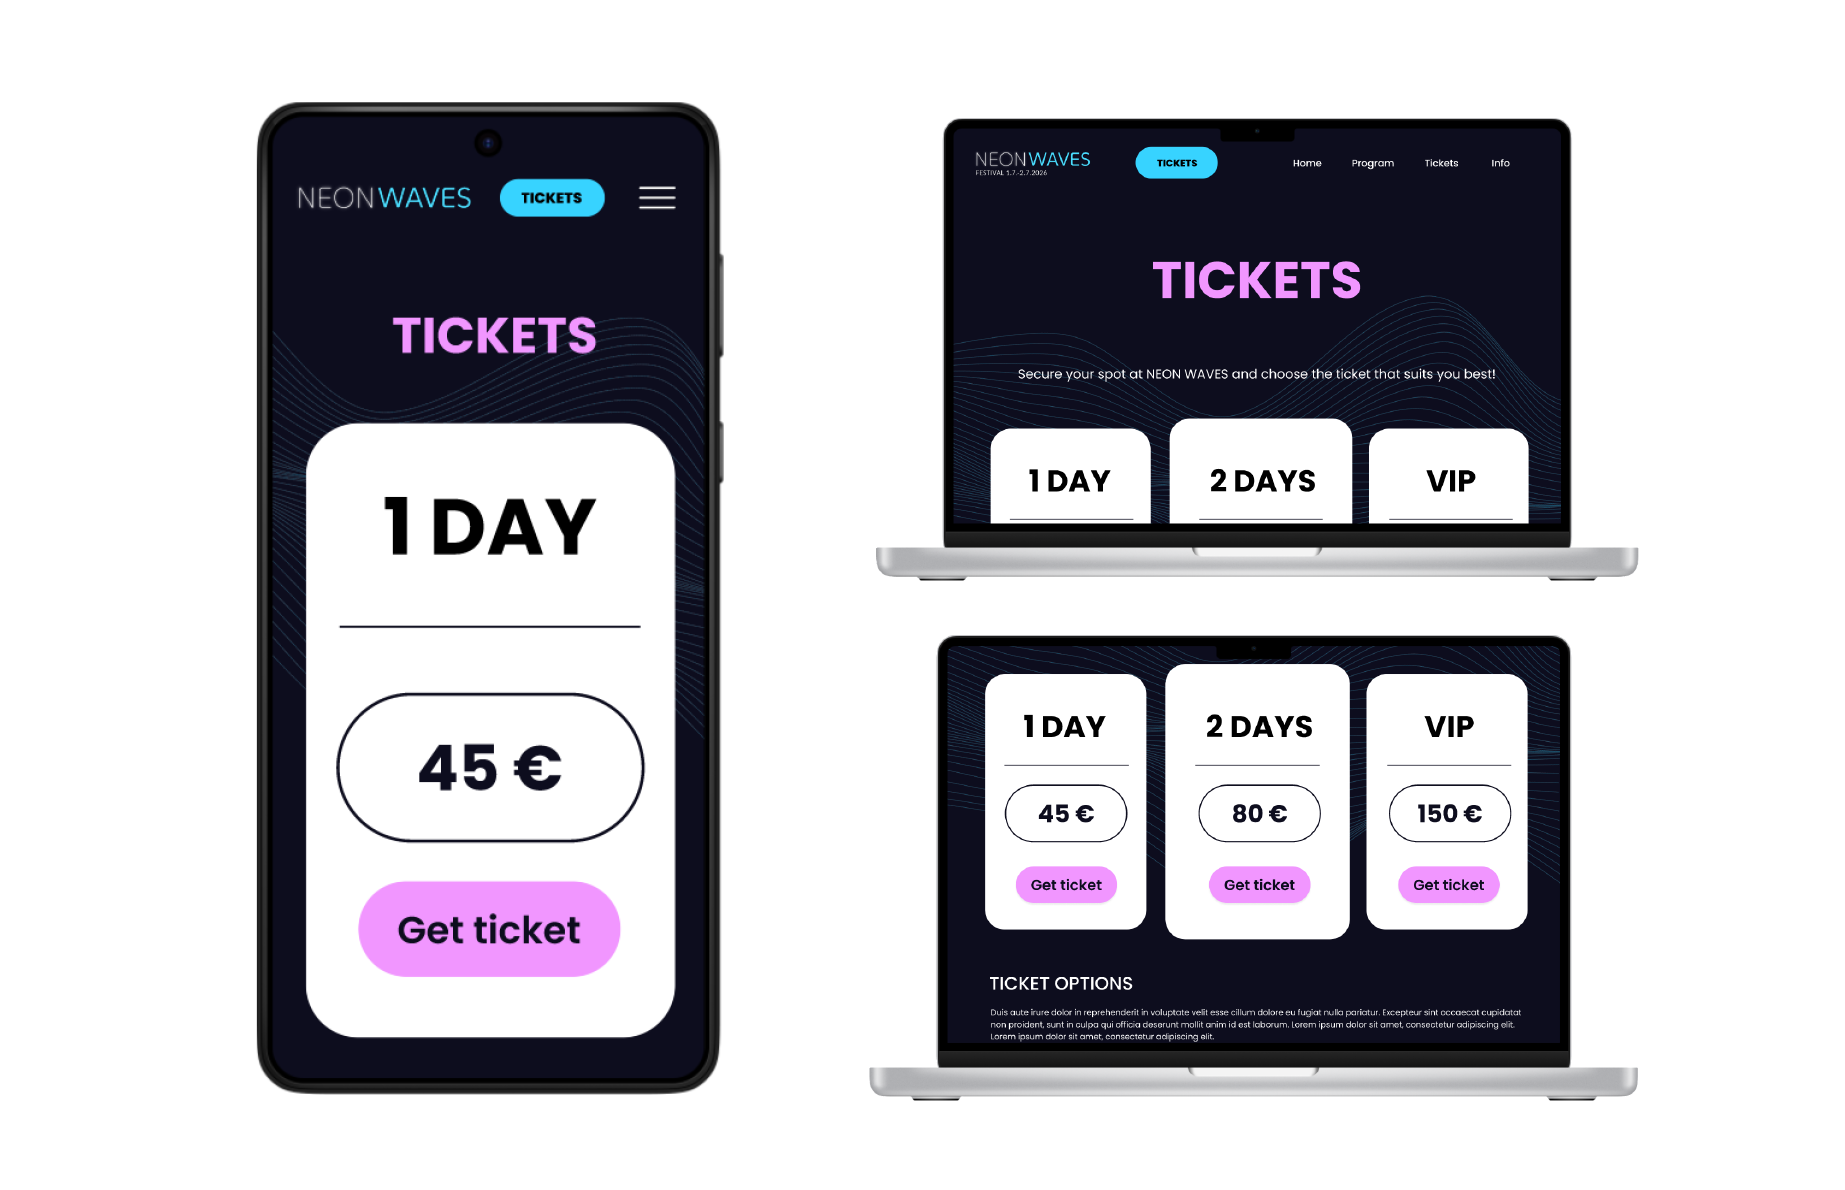 NEONWAVES
TICKETS
TICKETS
1 DAY
45 €
Get ticket
NEONWAVES
FESTIVAL 1.7.-2.7.2026
TICKETS
Home
Program
Tickets
Info
TICKETS
Secure your spot at NEON WAVES and choose the ticket that suits you best!
1 DAY
2 DAYS
VIP
1 DAY
2 DAYS
VIP
45 €
80 €
150 €
Get ticket
Get ticket
Get ticket
TICKET OPTIONS
Duis aute irure dolor in reprehenderit in voluptate velit esse cillum dolore eu fugiat nulla pariatur. Excepteur sint occaecat cupidatat
non proident, sunt in culpa qui officia deserunt mollit anim id est laborum. Lorem ipsum dolor sit amet, consectetur adipiscing elit.
Lorem ipsum dolor sit amet, consectetur adipiscing elit.